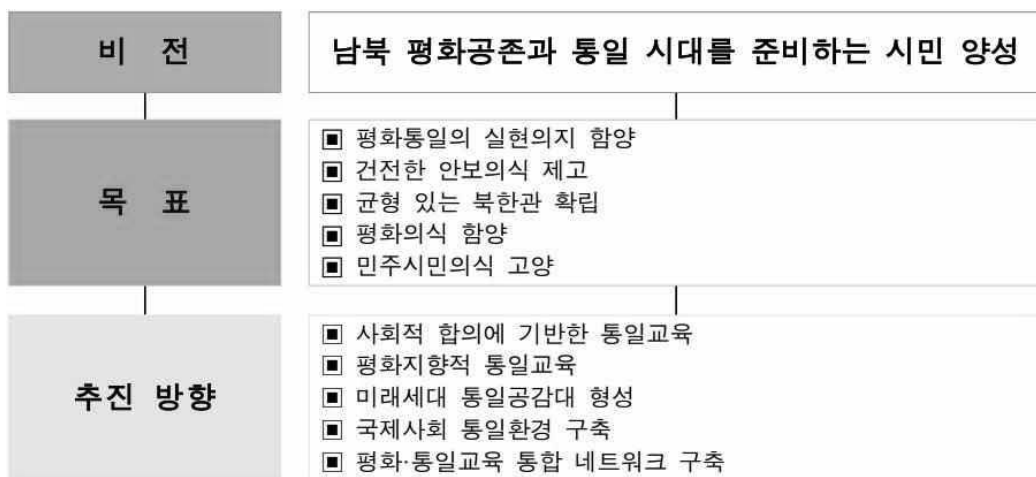 비 전
남북 평화공존과 통일 시대를 준비하는 시민 양성
목 표
▣ 평화통일의 실현의지 함양
▣ 건전한 안보의식 제고
▣ 균형 있는 북한관 확립
▣ 평화의식 함양
▣ 민주시민의식 고양
추진 방향
▣ 사회적 합의에 기반한 통일교육
▣ 평화지향적 통일교육
▣ 미래세대 통일공감대 형성
▣ 국제사회 통일환경 구축
▣ 평화·통일교육 통합 네트워크 구축